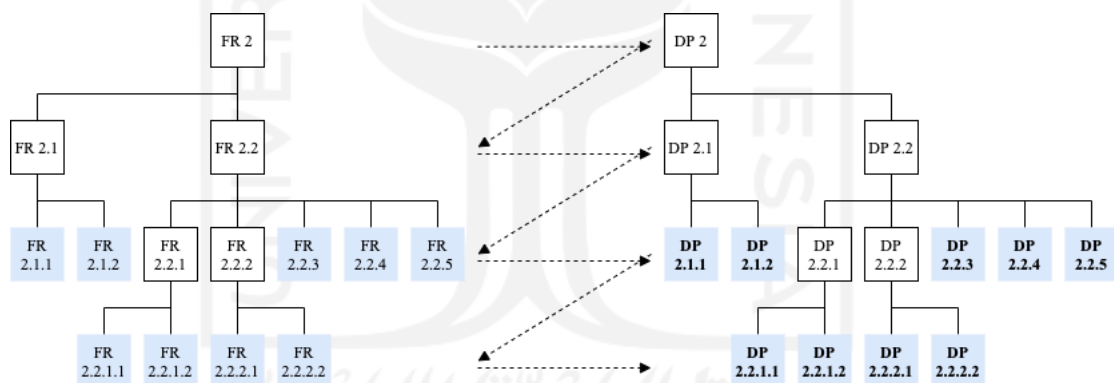 FR 2
DP 2
FR 2.1
FR 2.2
DP 2.1
DP 2.2
FR
2.1.1
FR
2.1.2
FR
2.2.1
FR
2.2.2
FR
2.2.3
FR
2.2.4
FR
2.2.5
DP
2.1.1
DP
2.1.2
DP
2.2.1
DP
2.2.2
DP
2.2.3
DP
2.2.4
DP
2.2.5
FR
2.2.1.1
FR
2.2.1.2
FR
2.2.2.1
FR
2.2.2.2
DP
2.2.1.1
DP
2.2.1.2
DP
2.2.2.1
DP
2.2.2.2
NESIA